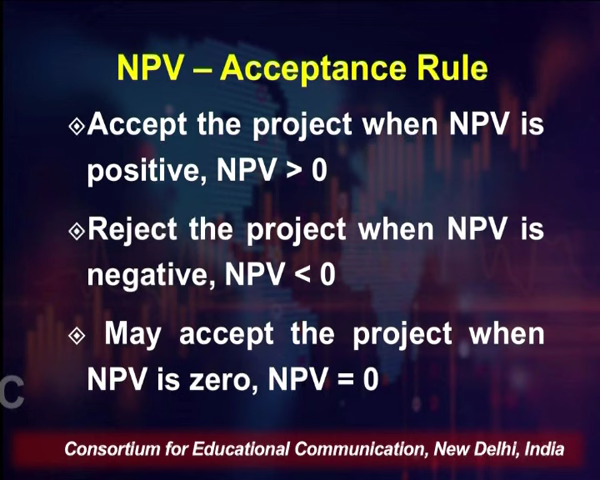 NPV – Acceptance Rule
Accept the project when NPV is
positive, NPV > 0
Reject the project when NPV is
negative, NPV < 0
May accept the project when
NPV is zero, NPV = 0
C
Consortium for Educational Communication, New Delhi, India